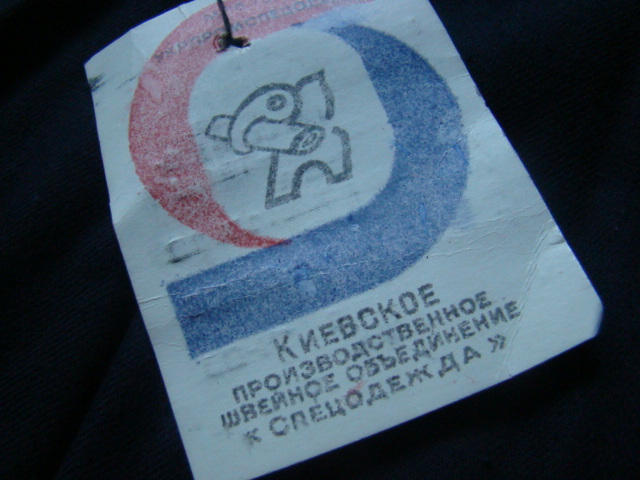 КИЕВСКОЕ
ПРОИЗВОДСТВЕННОЕ
ШВЕЙНОЕ ОБЪЕДИНЕНИЕ
« СПЕЦОДЕЖДА »